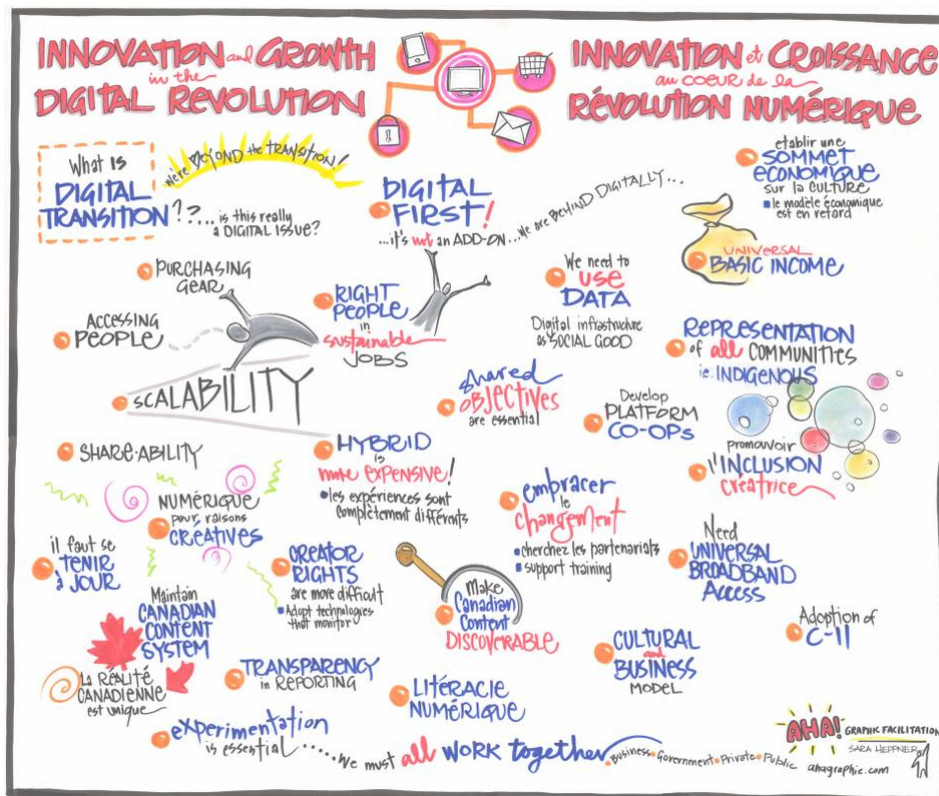 INNOVATION and GROWTH
in the
DIGITAL REVOLUTION
INNOVATION et CROISSANCE
au COEUR de la
RÉVOLUTION NUMÉRIQUE
What IS
DIGITAL
TRANSITION
??... is this really
a DIGITAL ISSUE?
We're BEYOND the TRANSITION!
DIGITAL
FIRST!
...it's not an ADD-ON...
We are BEHIND DIGITALLY...
etablir une
SOMMET
ECONOMIQUE
sur la CULTURE
le modèle économique
est en retard
UNIVERSAL
BASIC INCOME
PURCHASING
GEAR
ACCESSING
PEOPLE
SCALABILITY
SHARE-ABILITY
RIGHT
PEOPLE
in
sustainable
JOBS
We need to
USE
DATA
Digital infrastructure
as SOCIAL GOOD
REPRESENTATION
of all COMMUNITIES
ie: INDIGENOUS
shared
OBJECTIVES
are essential
Develop
PLATFORM
CO-OPs
promouvoir
l'INCLUSION
créatrice
HYBRID
is
more EXPENSIVE!
les expériences sont
complètement différents
NUMÉRIQUE
pour raisons
CRÉATIVES
embracer
le
changement
cherchez les partenariats
support training
Need
UNIVERSAL
BROADBAND
Access
il faut se
TENIR
à JOUR
CREATOR
RIGHTS
are more difficult
Adopt technologies
that monitor
Make
Canadian
Content
DISCOVERABLE
Adoption of
C-11
Maintain
CANADIAN
CONTENT
SYSTEM
La RÉALITÉ
CANADIENNE
est unique
TRANSPARENCY
in REPORTING
LITÉRACIE
NUMÉRIQUE
CULTURAL
and
BUSINESS
MODEL
experimentation
is essential ..... We must all WORK together
Business Government Private Public
AHA! GRAPHIC FACILITATION
SARA HEPPNER
ahagraphic.com